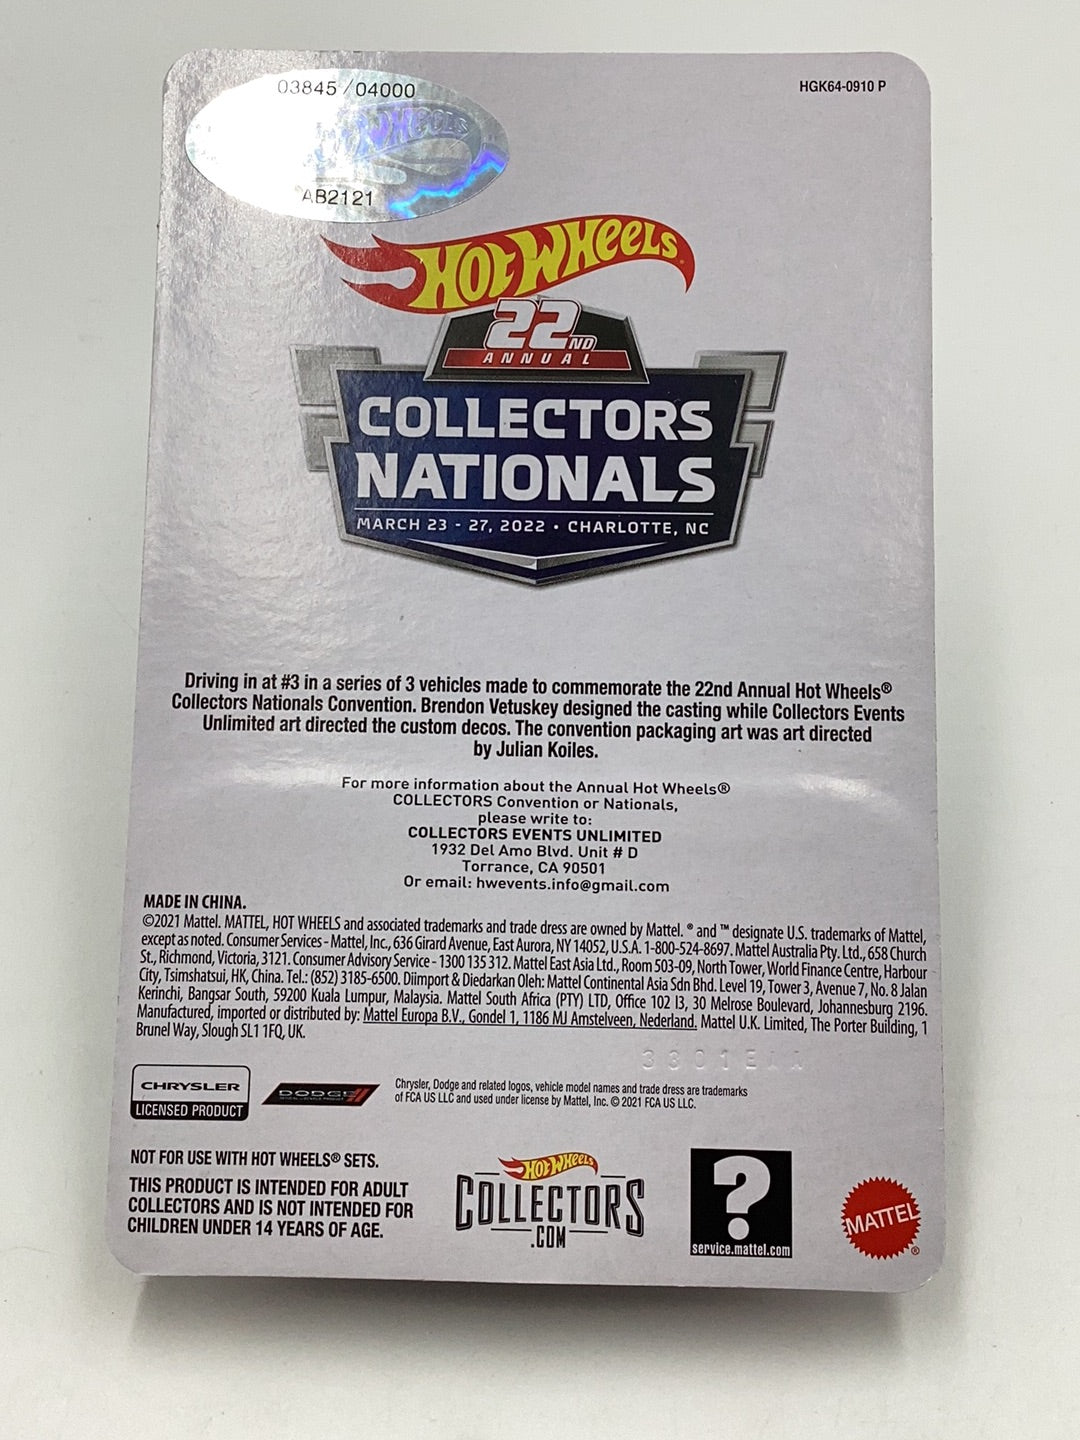 03845/04000
HOT WHEELS
AB2121
HGK64-0910 P
HOT WHEELS
22ND
ANNUAL
COLLECTORS
NATIONALS
MARCH 23 - 27, 2022 • CHARLOTTE, NC
Driving in at #3 in a series of 3 vehicles made to commemorate the 22nd Annual Hot Wheels®
Collectors Nationals Convention. Brendon Vetuskey designed the casting while Collectors Events
Unlimited art directed the custom decos. The convention packaging art was art directed
by Julian Koiles.
For more information about the Annual Hot Wheels®
COLLECTORS Convention or Nationals,
please write to:
COLLECTORS EVENTS UNLIMITED
1932 Del Amo Blvd. Unit # D
Torrance, CA 90501
Or email: hwevents.info@gmail.com
MADE IN CHINA.
©2021 Mattel. MATTEL, HOT WHEELS and associated trademarks and trade dress are owned by Mattel. ® and ™ designate U.S. trademarks of Mattel,
except as noted. Consumer Services - Mattel, Inc., 636 Girard Avenue, East Aurora, NY 14052, U.S.A. 1-800-524-8697. Mattel Australia Pty. Ltd., 658 Church
St., Richmond, Victoria, 3121. Consumer Advisory Service - 1300 135 312. Mattel East Asia Ltd., Room 503-09, North Tower, World Finance Centre, Harbour
City, Tsimshatsui, HK, China. Tel.: (852) 3185-6500. Diimport & Diedarkan Oleh: Mattel Continental Asia Sdn Bhd. Level 19, Tower 3, Avenue 7, No. 8 Jalan
Kerinchi, Bangsar South, 59200 Kuala Lumpur, Malaysia. Mattel South Africa (PTY) LTD, Office 102 I3, 30 Melrose Boulevard, Johannesburg 2196.
Manufactured, imported or distributed by: Mattel Europa B.V., Gondel 1, 1186 MJ Amstelveen, Nederland. Mattel U.K. Limited, The Porter Building, 1
Brunel Way, Slough SL1 1FQ, UK.
CHRYSLER
LICENSED PRODUCT
DODGE
Chrysler, Dodge and related logos, vehicle model names and trade dress are trademarks
of FCA US LLC and used under license by Mattel, Inc. © 2021 FCA US LLC.
NOT FOR USE WITH HOT WHEELS® SETS.
THIS PRODUCT IS INTENDED FOR ADULT
COLLECTORS AND IS NOT INTENDED FOR
CHILDREN UNDER 14 YEARS OF AGE.
HOT WHEELS
COLLECTORS
.COM
?
service.mattel.com
MATTEL®